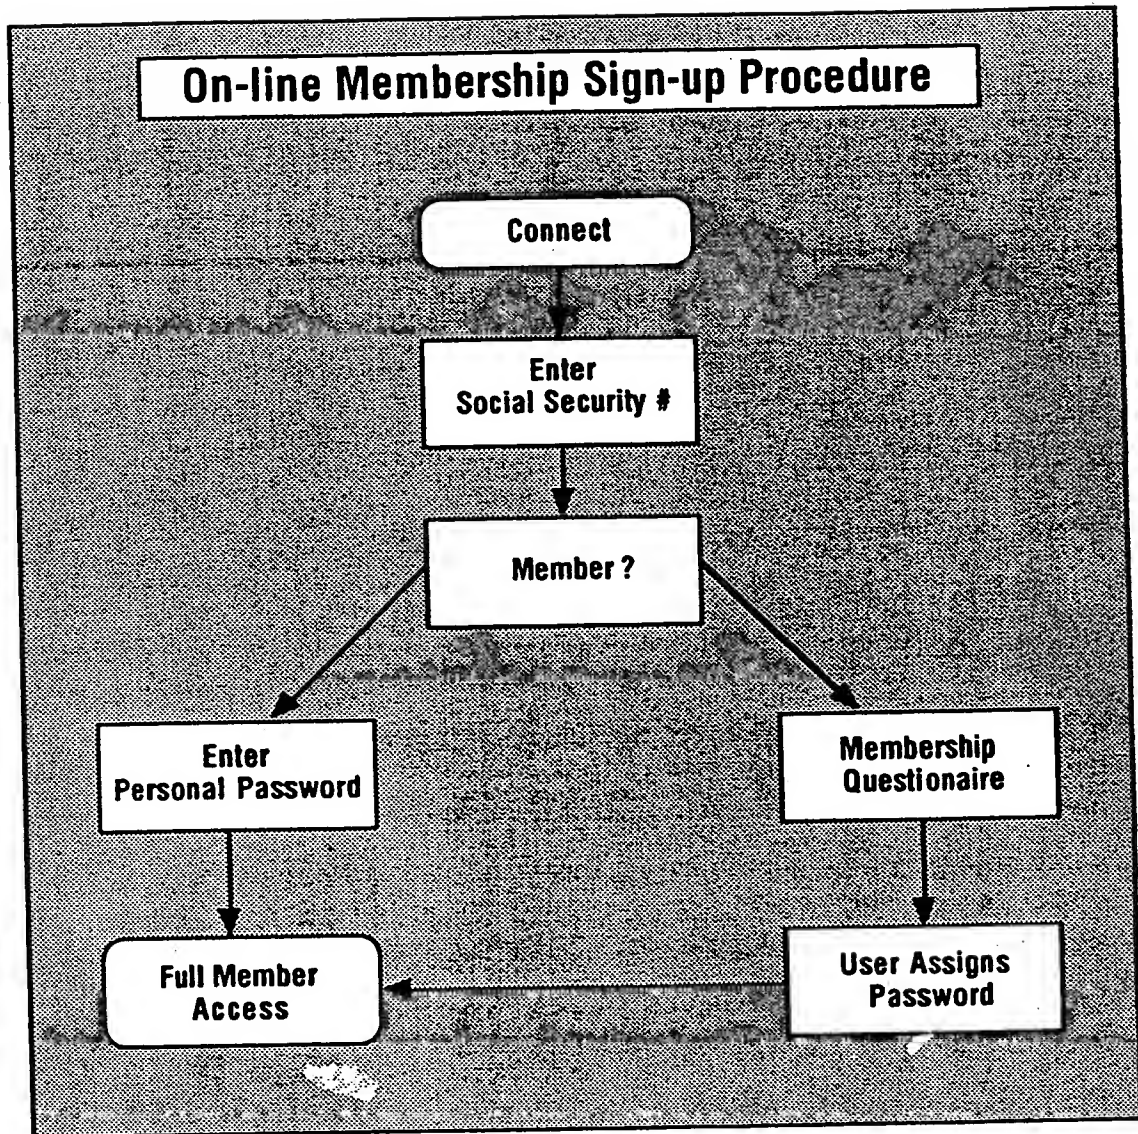 On-line Membership Sign-up Procedure
Connect
Enter
Social Security #
Member ?
Enter
Personal Password
Membership
Questionaire
Full Member
Access
User Assigns
Password